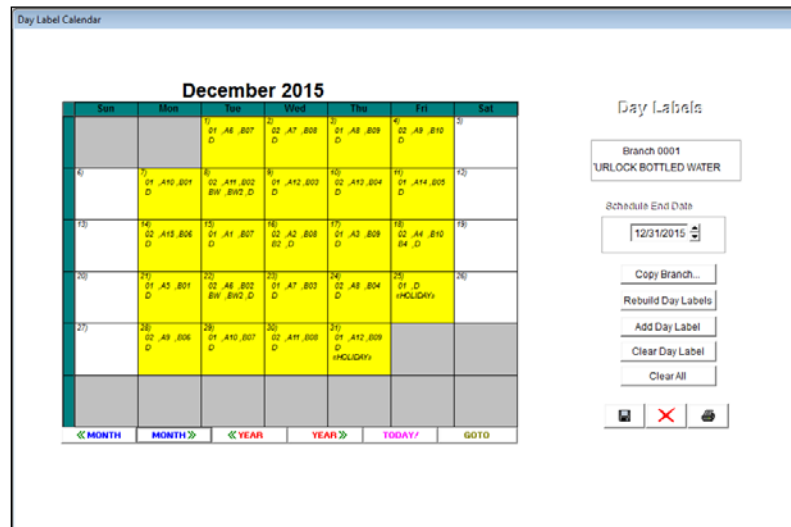 Day Label Calendar
December 2015
Sun Mon Tue Wed Thu Fri Sat
1) 2) 3) 4) 5)
01 ,A6 ,B07 02 ,A7 ,B08 01 ,A8 ,B09 02 ,A9 ,B10
D D D D
6) 7) 8) 9) 10) 11) 12)
01 ,A10 ,B01 02 ,A11 ,B02 01 ,A12 ,B03 02 ,A13 ,B04 01 ,A14 ,B05
D BW ,BW2 ,D D D D
13) 14) 15) 16) 17) 18) 19)
02 ,A15 ,B06 01 ,A1 ,B07 02 ,A2 ,B08 01 ,A3 ,B09 02 ,A4 ,B10
D D B2 ,D D B4 ,D
20) 21) 22) 23) 24) 25) 26)
01 ,A5 ,B01 02 ,A6 ,B02 01 ,A7 ,B03 02 ,A8 ,B04 01 ,D
D BW ,BW2 ,D D D «HOLIDAY»
27) 28) 29) 30) 31)
02 ,A9 ,B06 01 ,A10 ,B07 02 ,A11 ,B08 01 ,A12 ,B09
D D D D
«HOLIDAY»
« MONTH MONTH » « YEAR YEAR » TODAY! GOTO
Day Labels
Branch 0001
'URLOCK BOTTLED WATER
Schedule End Date
12/31/2015
Copy Branch...
Rebuild Day Labels
Add Day Label
Clear Day Label
Clear All